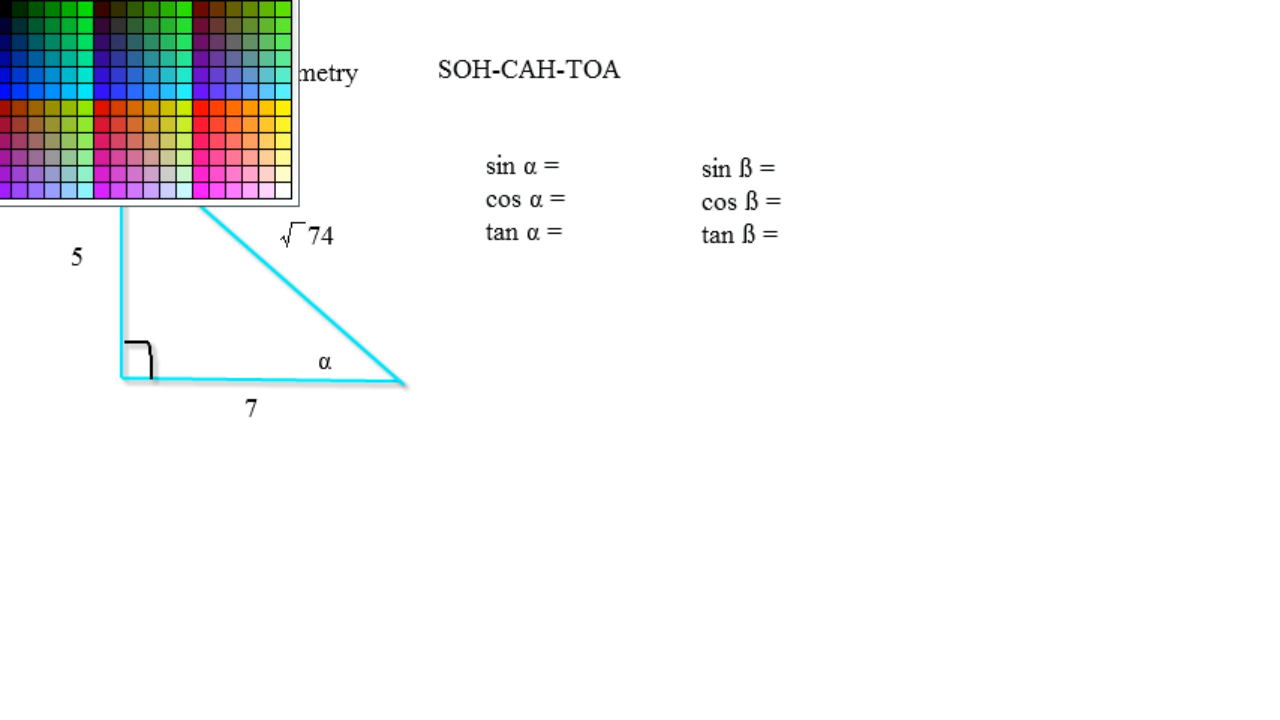 metry
SOH-CAH-TOA
sin α =
cos α =
tan α =
sin ß =
cos ß =
tan ß =
5
√74
α
7